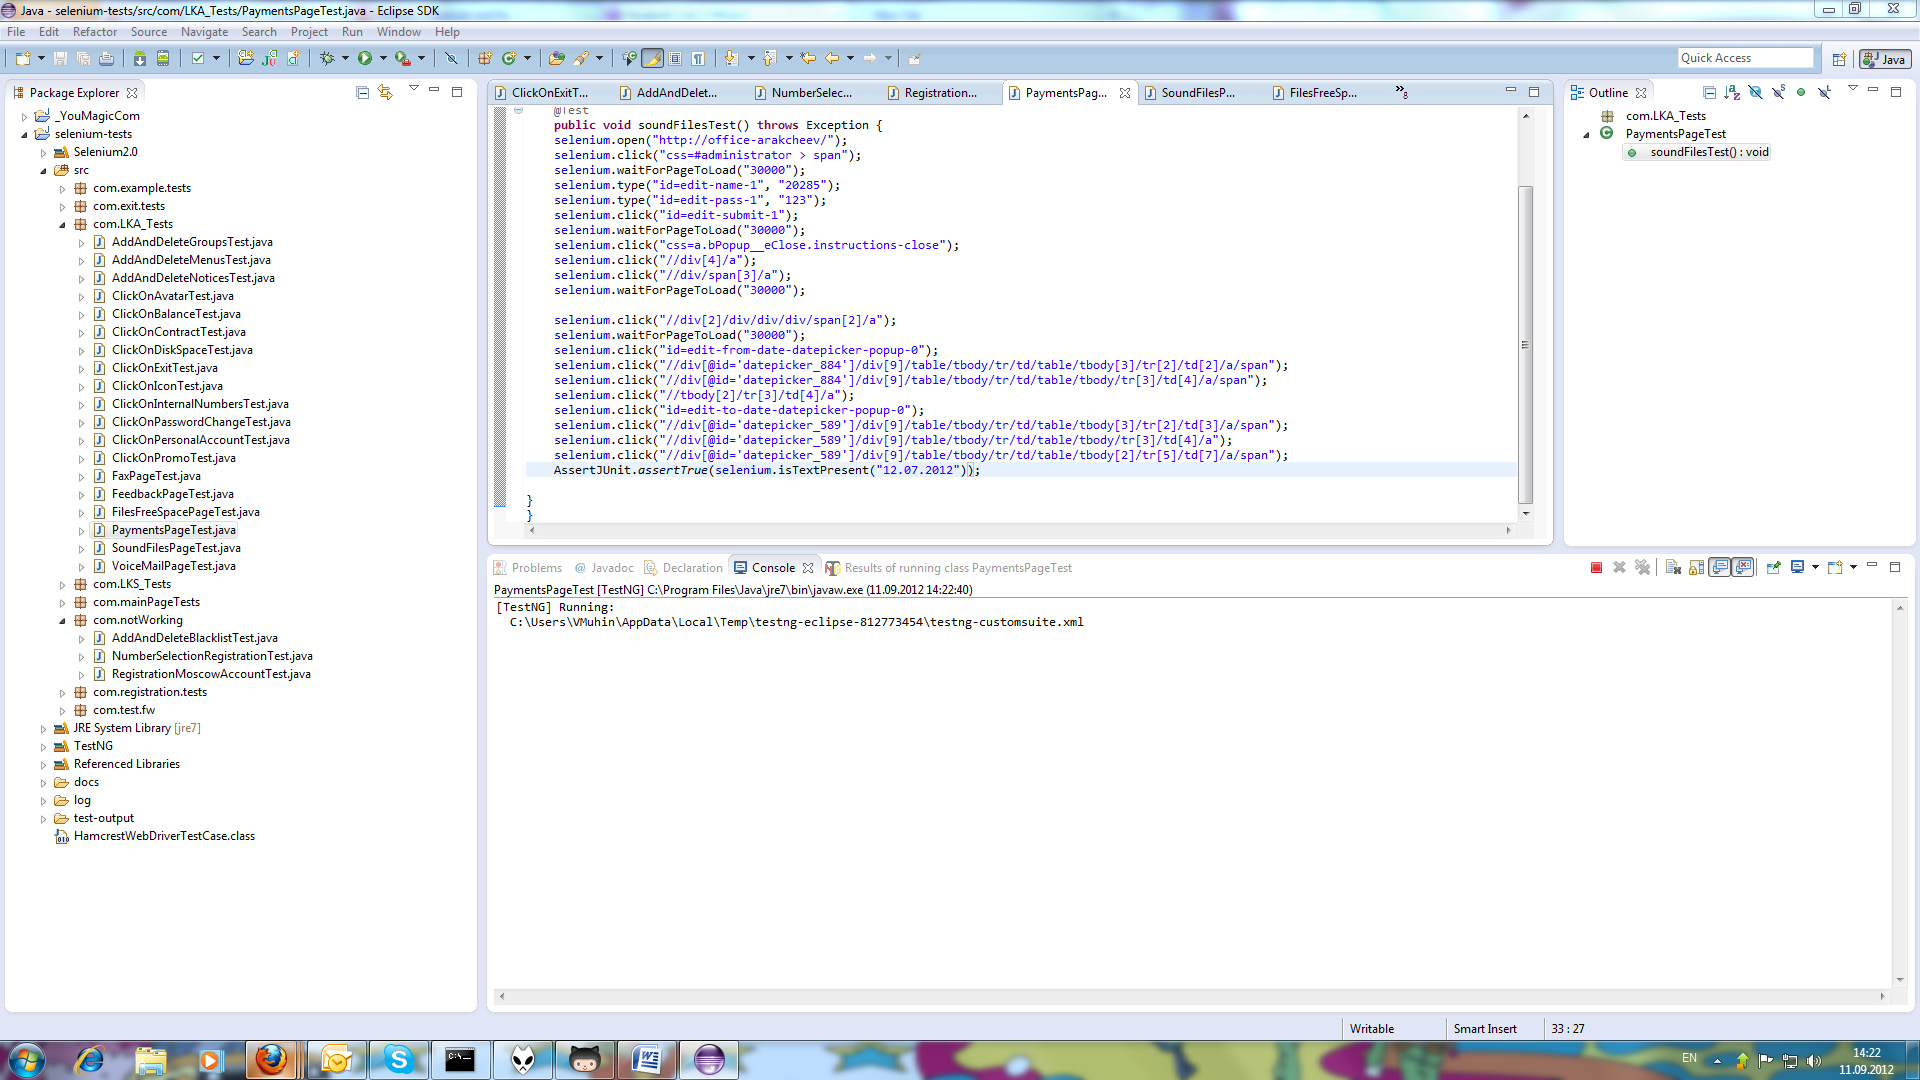 Java - selenium-tests/src/com/LKA_Tests/PaymentsPageTest.java - Eclipse SDK
File Edit Refactor Source Navigate Search Project Run Window Help
Quick Access
Java
Package Explorer
_YouMagicCom
selenium-tests
Selenium2.0
src
com.example.tests
com.exit.tests
com.LKA_Tests
AddAndDeleteGroupsTest.java
AddAndDeleteMenusTest.java
AddAndDeleteNoticesTest.java
ClickOnAvatarTest.java
ClickOnBalanceTest.java
ClickOnContractTest.java
ClickOnDiskSpaceTest.java
ClickOnExitTest.java
ClickOnIconTest.java
ClickOnInternalNumbersTest.java
ClickOnPasswordChangeTest.java
ClickOnPersonalAccountTest.java
ClickOnPromoTest.java
FaxPageTest.java
FeedbackPageTest.java
FilesFreeSpacePageTest.java
PaymentsPageTest.java
SoundFilesPageTest.java
VoiceMailPageTest.java
com.LKS_Tests
com.mainPageTests
com.notWorking
AddAndDeleteBlacklistTest.java
NumberSelectionRegistrationTest.java
RegistrationMoscowAccountTest.java
com.registration.tests
com.test.fw
JRE System Library [jre7]
TestNG
Referenced Libraries
docs
log
test-output
HamcrestWebDriverTestCase.class
ClickOnExitT... AddAndDelet... NumberSelec... Registration... PaymentsPag... SoundFilesP... FilesFreeSp... »5
@Test
public void soundFilesTest() throws Exception {
selenium.open("http://office-arakcheev/");
selenium.click("css=#administrator > span");
selenium.waitForPageToLoad("30000");
selenium.type("id=edit-name-1", "20285");
selenium.type("id=edit-pass-1", "123");
selenium.click("id=edit-submit-1");
selenium.waitForPageToLoad("30000");
selenium.click("css=a.bPopup__eClose.instructions-close");
selenium.click("//div[4]/a");
selenium.click("//div/span[3]/a");
selenium.waitForPageToLoad("30000");
selenium.click("//div[2]/div/div/div/span[2]/a");
selenium.waitForPageToLoad("30000");
selenium.click("id=edit-from-date-datepicker-popup-0");
selenium.click("//div[@id='datepicker_884']/div[9]/table/tbody/tr/td/table/tbody[3]/tr[2]/td[2]/a/span");
selenium.click("//div[@id='datepicker_884']/div[9]/table/tbody/tr/td/table/tbody/tr[3]/td[4]/a/span");
selenium.click("//tbody[2]/tr[3]/td[4]/a");
selenium.click("id=edit-to-date-datepicker-popup-0");
selenium.click("//div[@id='datepicker_589']/div[9]/table/tbody/tr/td/table/tbody[3]/tr[2]/td[3]/a/span");
selenium.click("//div[@id='datepicker_589']/div[9]/table/tbody/tr/td/table/tbody/tr[3]/td[4]/a");
selenium.click("//div[@id='datepicker_589']/div[9]/table/tbody/tr/td/table/tbody[2]/tr[5]/td[7]/a/span");
AssertJUnit.assertTrue(selenium.isTextPresent("12.07.2012"));
}
}
Outline
com.LKA_Tests
PaymentsPageTest
soundFilesTest() : void
Problems @ Javadoc Declaration Console Results of running class PaymentsPageTest
PaymentsPageTest [TestNG] C:\Program Files\Java\jre7\bin\javaw.exe (11.09.2012 14:22:40)
[TestNG] Running:
C:\Users\VMuhin\AppData\Local\Temp\testng-eclipse-812773454\testng-customsuite.xml
Writable Smart Insert 33 : 27
EN
14:22
11.09.2012